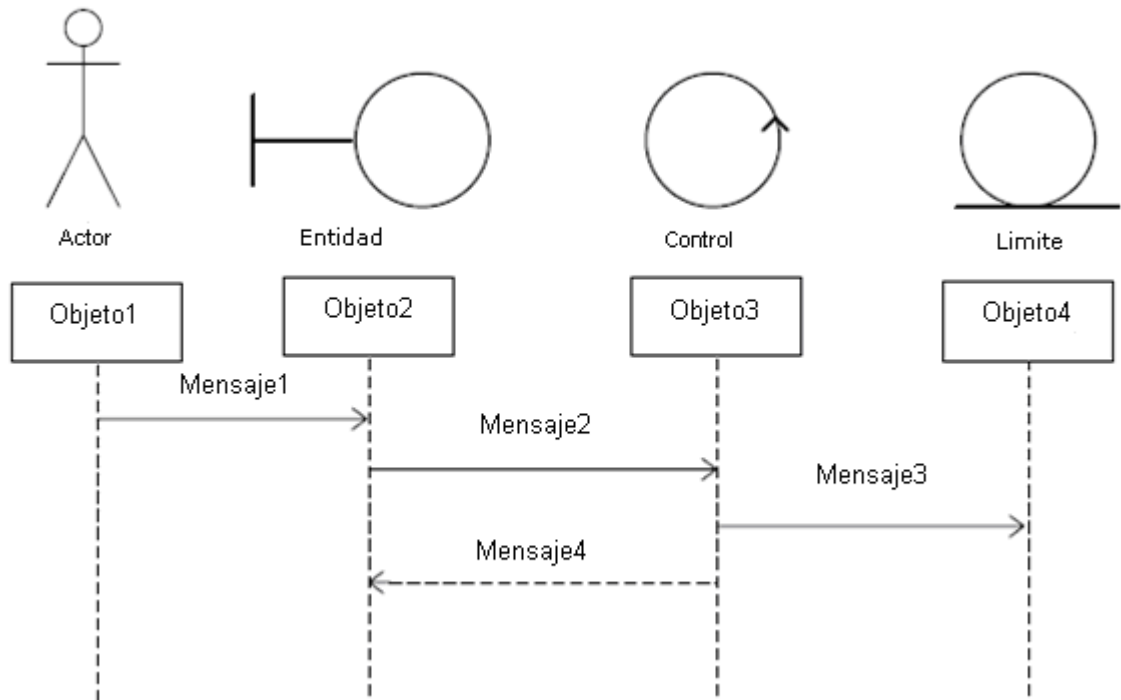 Actor
Entidad
Control
Limite
Objeto1
Objeto2
Objeto3
Objeto4
Mensaje1
Mensaje2
Mensaje3
Mensaje4